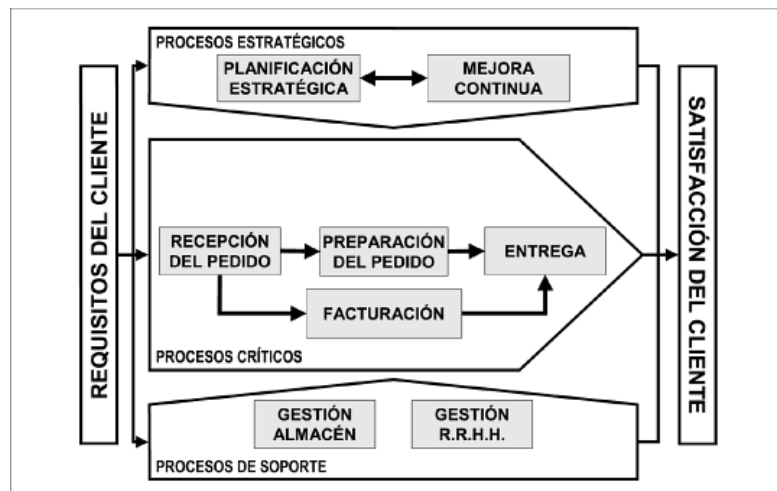 PROCESOS ESTRATÉGICOS
PLANIFICACIÓN
ESTRATÉGICA
MEJORA
CONTINUA
REQUISITOS DEL CLIENTE
RECEPCIÓN
DEL PEDIDO
PREPARACIÓN
DEL PEDIDO
ENTREGA
FACTURACIÓN
PROCESOS CRÍTICOS
SATISFACCIÓN DEL CLIENTE
GESTIÓN
ALMACÉN
GESTIÓN
R.R.H.H.
PROCESOS DE SOPORTE